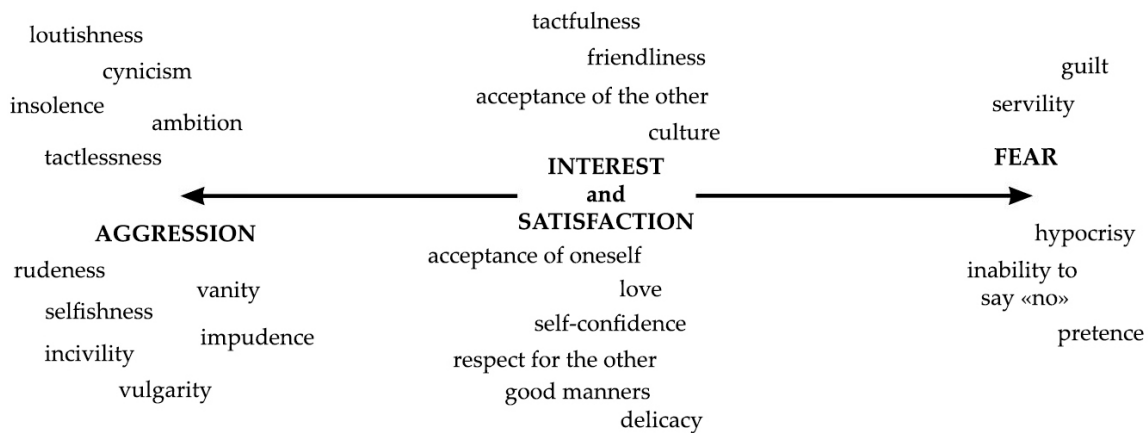 loutishness
cynicism
insolence
ambition
tactlessness
AGGRESSION
rudeness
vanity
selfishness
impudence
incivility
vulgarity
tactfulness
friendliness
acceptance of the other
culture
INTEREST
and
SATISFACTION
acceptance of oneself
love
self-confidence
respect for the other
good manners
delicacy
guilt
servility
FEAR
hypocrisy
inability to
say «no»
pretence